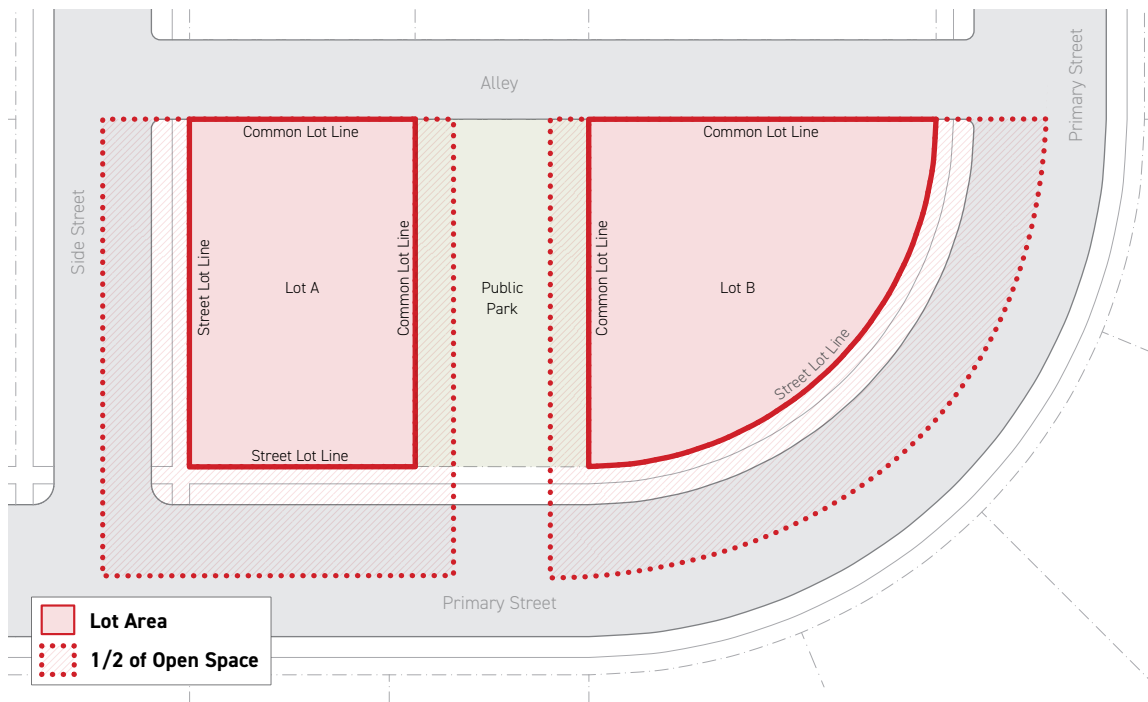 Alley
Primary Street
Common Lot Line
Common Lot Line
Side Street
Street Lot Line
Lot A
Common Lot Line
Public
Park
Common Lot Line
Lot B
Street Lot Line
Street Lot Line
Primary Street
Lot Area
1/2 of Open Space